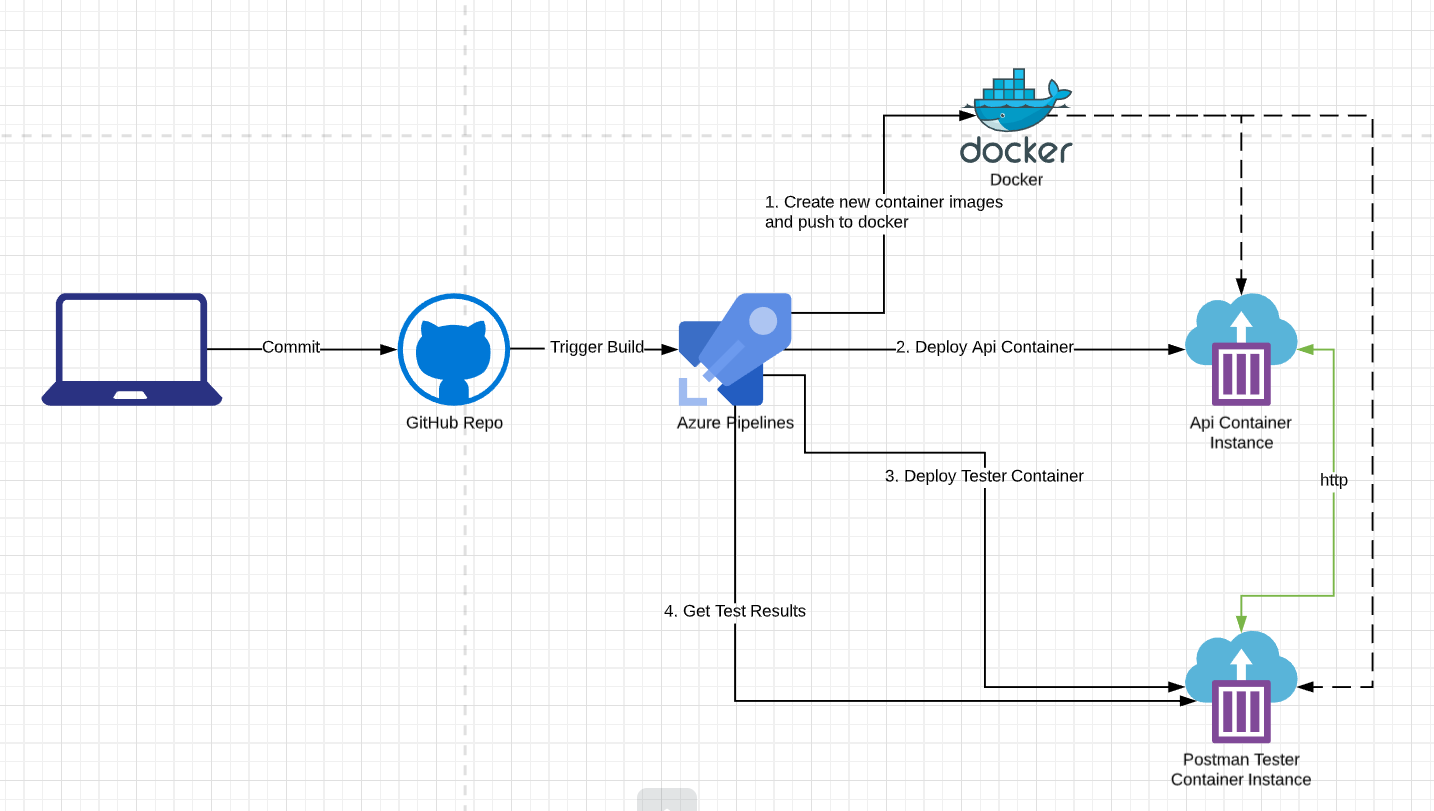 docker
Docker
1. Create new container images
and push to docker
Commit
Trigger Build
2. Deploy Api Container
GitHub Repo
Azure Pipelines
Api Container
Instance
3. Deploy Tester Container
http
4. Get Test Results
Postman Tester
Container Instance